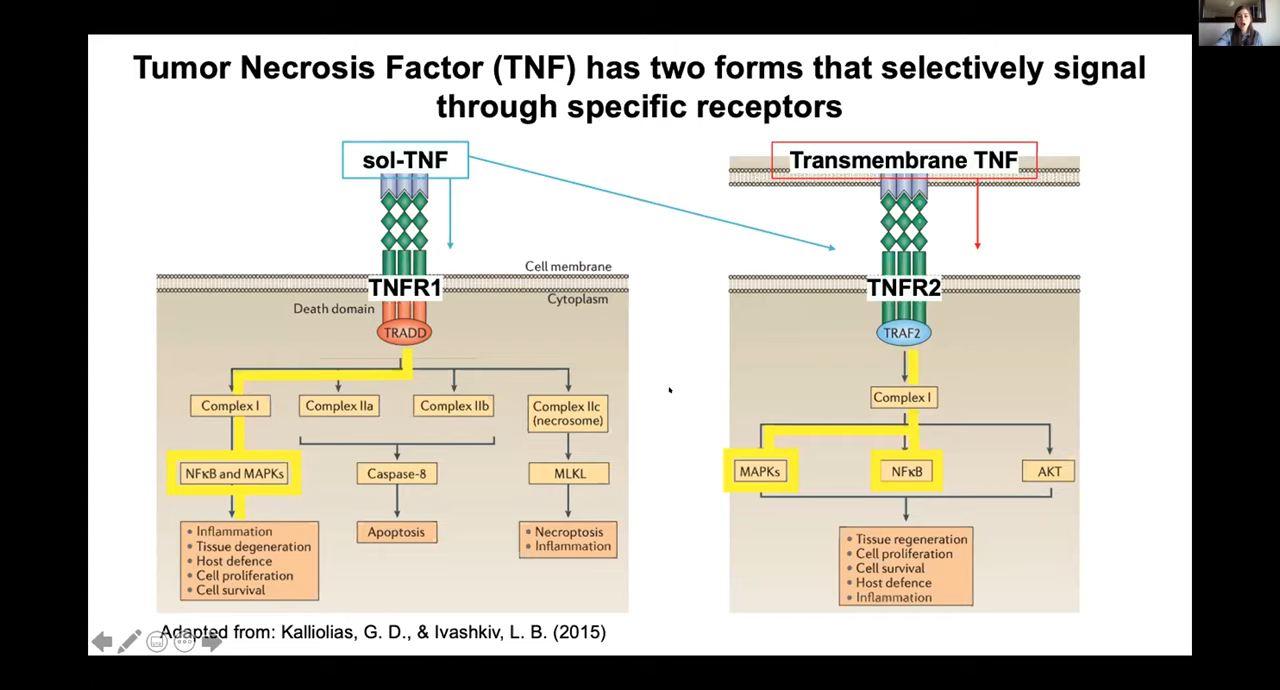 Tumor Necrosis Factor (TNF) has two forms that selectively signal
through specific receptors
sol-TNF
TNFR1
Cell membrane
Cytoplasm
Death domain
TRADD
Complex I
Complex IIa
Complex IIb
Complex IIc
(necrosome)
NFκB and MAPKs
Caspase-8
MLKL
• Inflammation
• Tissue degeneration
• Host defence
• Cell proliferation
• Cell survival
Apoptosis
• Necroptosis
• Inflammation
Transmembrane TNF
TNFR2
TRAF2
Complex I
MAPKs
NFκB
AKT
• Tissue regeneration
• Cell proliferation
• Cell survival
• Host defence
• Inflammation
Adapted from: Kalliolias, G. D., & Ivashkiv, L. B. (2015)